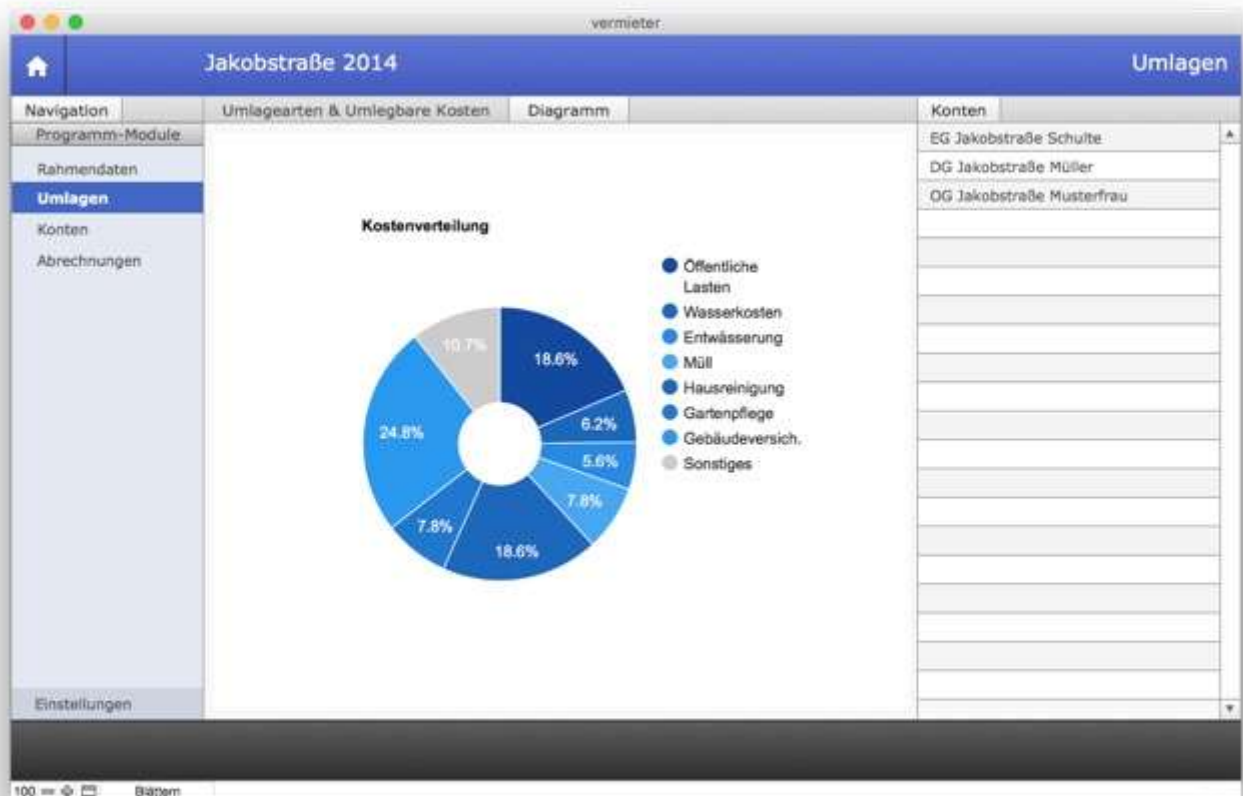 vermieter
Jakobstraße 2014
Umlagen
Navigation
Umlagearten & Umlegbare Kosten
Diagramm
Konten
Programm-Module
Rahmendaten
Umlagen
Konten
Abrechnungen
Einstellungen
Kostenverteilung
18.6%
6.2%
5.6%
7.8%
18.6%
7.8%
24.8%
10.7%
Öffentliche
Lasten
Wasserkosten
Entwässerung
Müll
Hausreinigung
Gartenpflege
Gebäudeversich.
Sonstiges
EG Jakobstraße Schulte
DG Jakobstraße Müller
OG Jakobstraße Musterfrau
100
Blättern